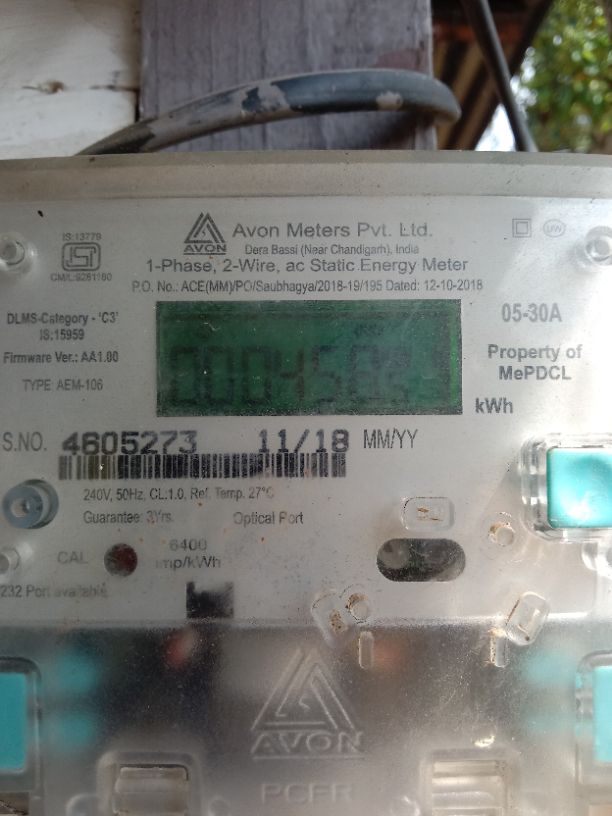 IS:13779
Avon Meters Pvt. Ltd.
AVON
Dera Bassi (Near Chandigarh), India
CM/L:9261180
1-Phase, 2-Wire, ac Static Energy Meter
P.O. No.: ACE(MM)/PO/Saubhagya/2018-19/195 Dated: 12-10-2018
DLMS-Category - 'C3'
IS:15959
Firmware Ver.: AA1.00
TYPE AEM-106
05-30A
Property of
MePDCL
kWh
S.NO. 4605273 11/18 MM/YY
240V, 50Hz, CL:1.0, Ref. Temp. 27°C
Guarantee: 3Yrs. Optical Port
CAL
6400
imp/kWh
232 Port available
AVON